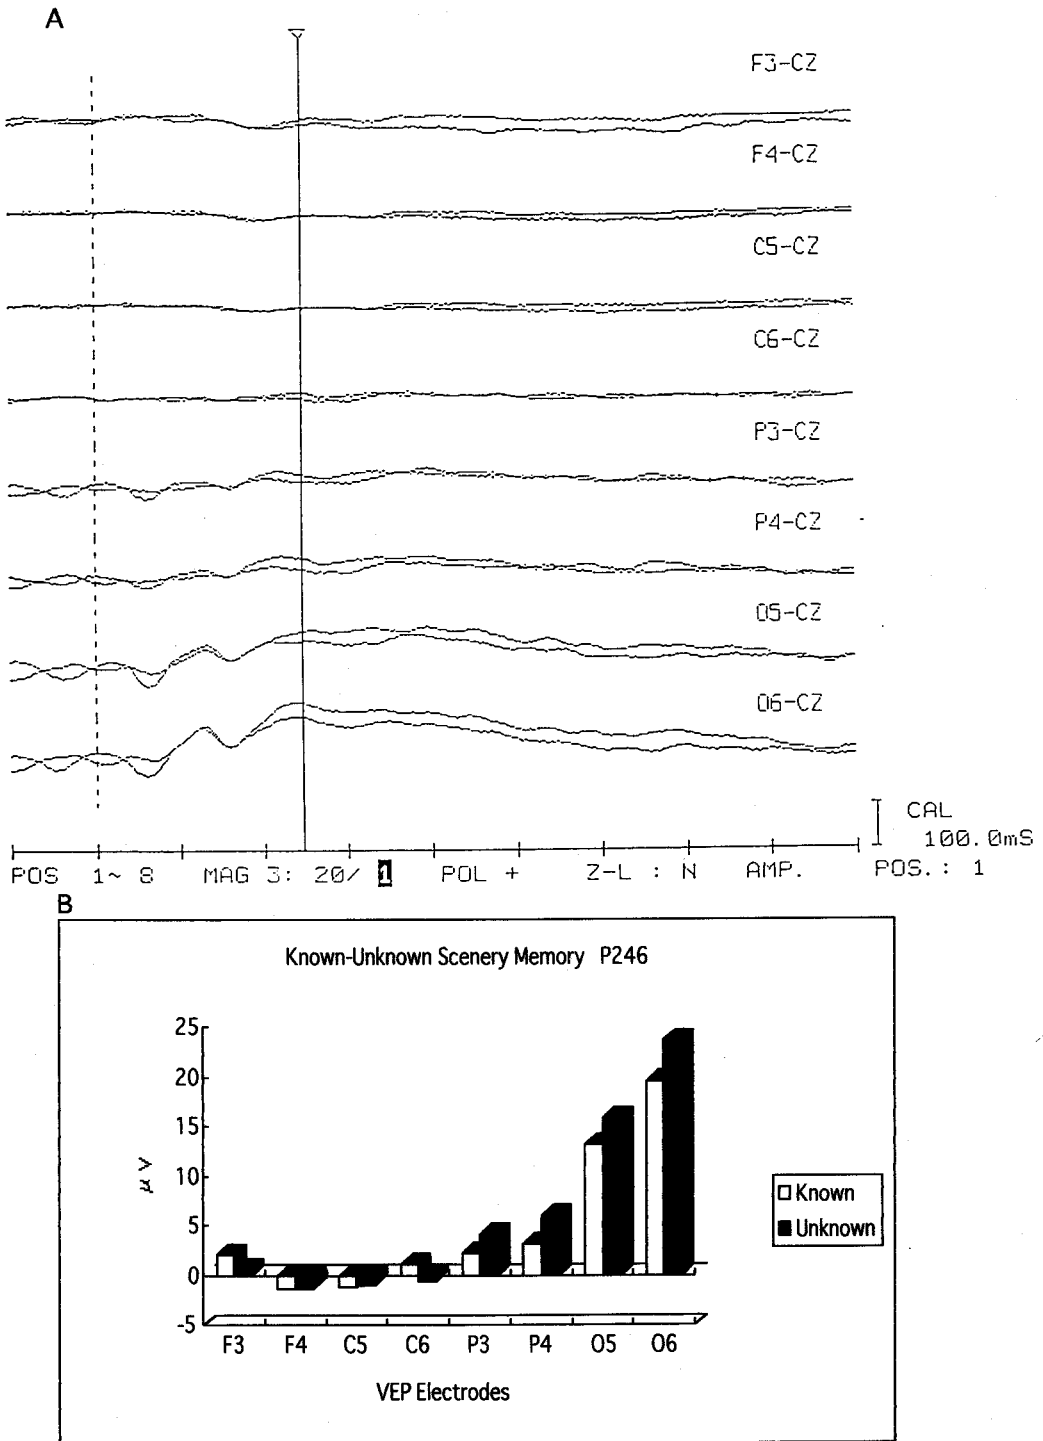 A
F3-CZ
F4-CZ
C5-CZ
C6-CZ
P3-CZ
P4-CZ
O5-CZ
O6-CZ
CAL
100.0mS
POS 1~ 8 MAG 3: 20/ 1 POL + Z-L : N AMP. POS.: 1
B
Known-Unknown Scenery Memory P246
25
20
15
10
5
0
-5
μV
Known
Unknown
F3 F4 C5 C6 P3 P4 O5 O6
VEP Electrodes